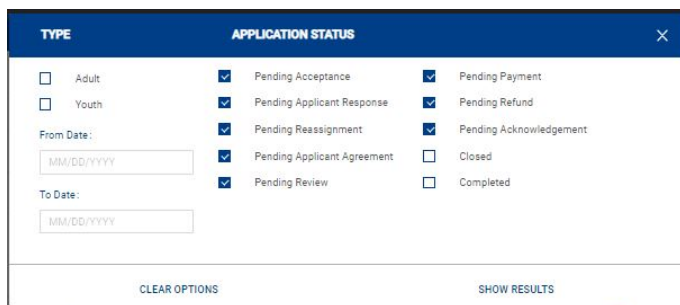 TYPE
APPLICATION STATUS
Adult
Youth
From Date:
MM/DD/YYYY
To Date:
MM/DD/YYYY
Pending Acceptance
Pending Applicant Response
Pending Reassignment
Pending Applicant Agreement
Pending Review
Pending Payment
Pending Refund
Pending Acknowledgement
Closed
Completed
CLEAR OPTIONS
SHOW RESULTS